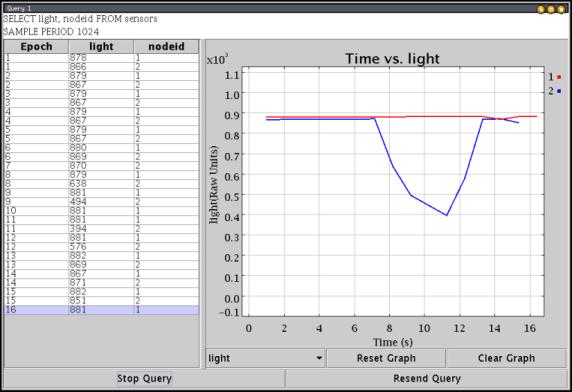 Query 1
SELECT light, nodeid FROM sensors
SAMPLE PERIOD 1024
Epoch light nodeid
1 878 1
1 866 2
2 879 1
2 867 2
3 879 1
3 867 2
4 879 1
4 867 2
5 879 1
5 867 2
6 880 1
6 869 2
7 870 2
8 879 1
8 638 2
9 881 1
9 494 2
10 881 1
11 881 1
11 394 2
12 881 1
12 576 2
13 882 1
13 869 2
14 867 1
14 871 2
15 882 1
15 851 2
16 881 1
Time vs. light
x10³
1.1
1.0
0.9
0.8
0.7
0.6
0.5
0.4
0.3
0.2
0.1
0.0
-0.1
light(Raw Units)
0 2 4 6 8 10 12 14 16
Time (s)
1
2
light Reset Graph Clear Graph
Stop Query Resend Query